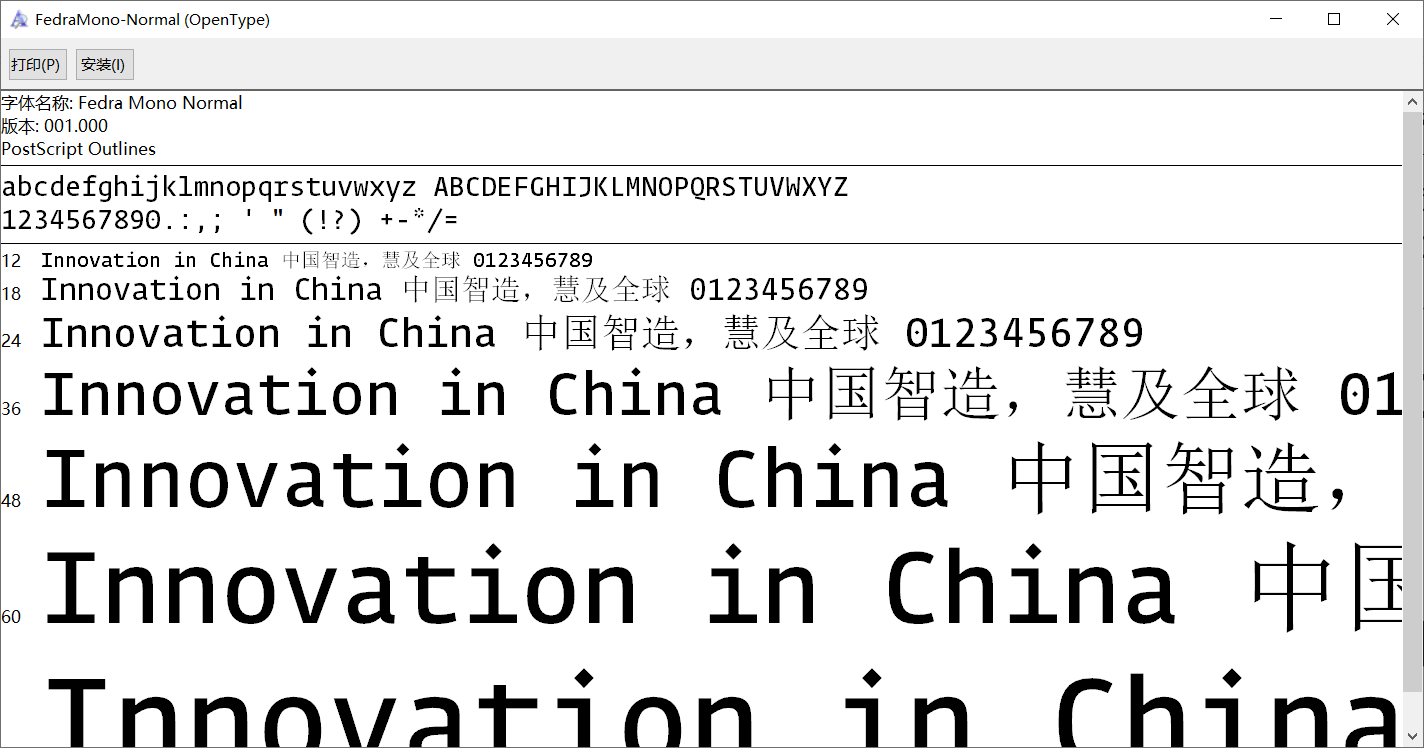 FedraMono-Normal (OpenType)
打印(P) 安装(I)
字体名称: Fedra Mono Normal
版本: 001.000
PostScript Outlines
abcdefghijklmnopqrstuvwxyz ABCDEFGHIJKLMNOPQRSTUVWXYZ
1234567890.:,; ' " (!?) +-*/=
12 Innovation in China 中国智造，慧及全球 0123456789
18 Innovation in China 中国智造，慧及全球 0123456789
24 Innovation in China 中国智造，慧及全球 0123456789
36 Innovation in China 中国智造，慧及全球 01
48 Innovation in China 中国智造，
60 Innovation in China 中国
Innovation in China